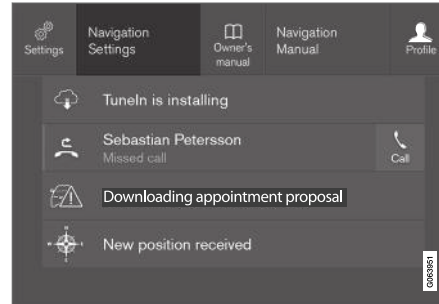 Settings
Navigation
Settings
Owner's
manual
Navigation
Manual
Profile
TuneIn is installing
Sebastian Petersson
Missed call
Call
Downloading appointment proposal
New position received
G063951